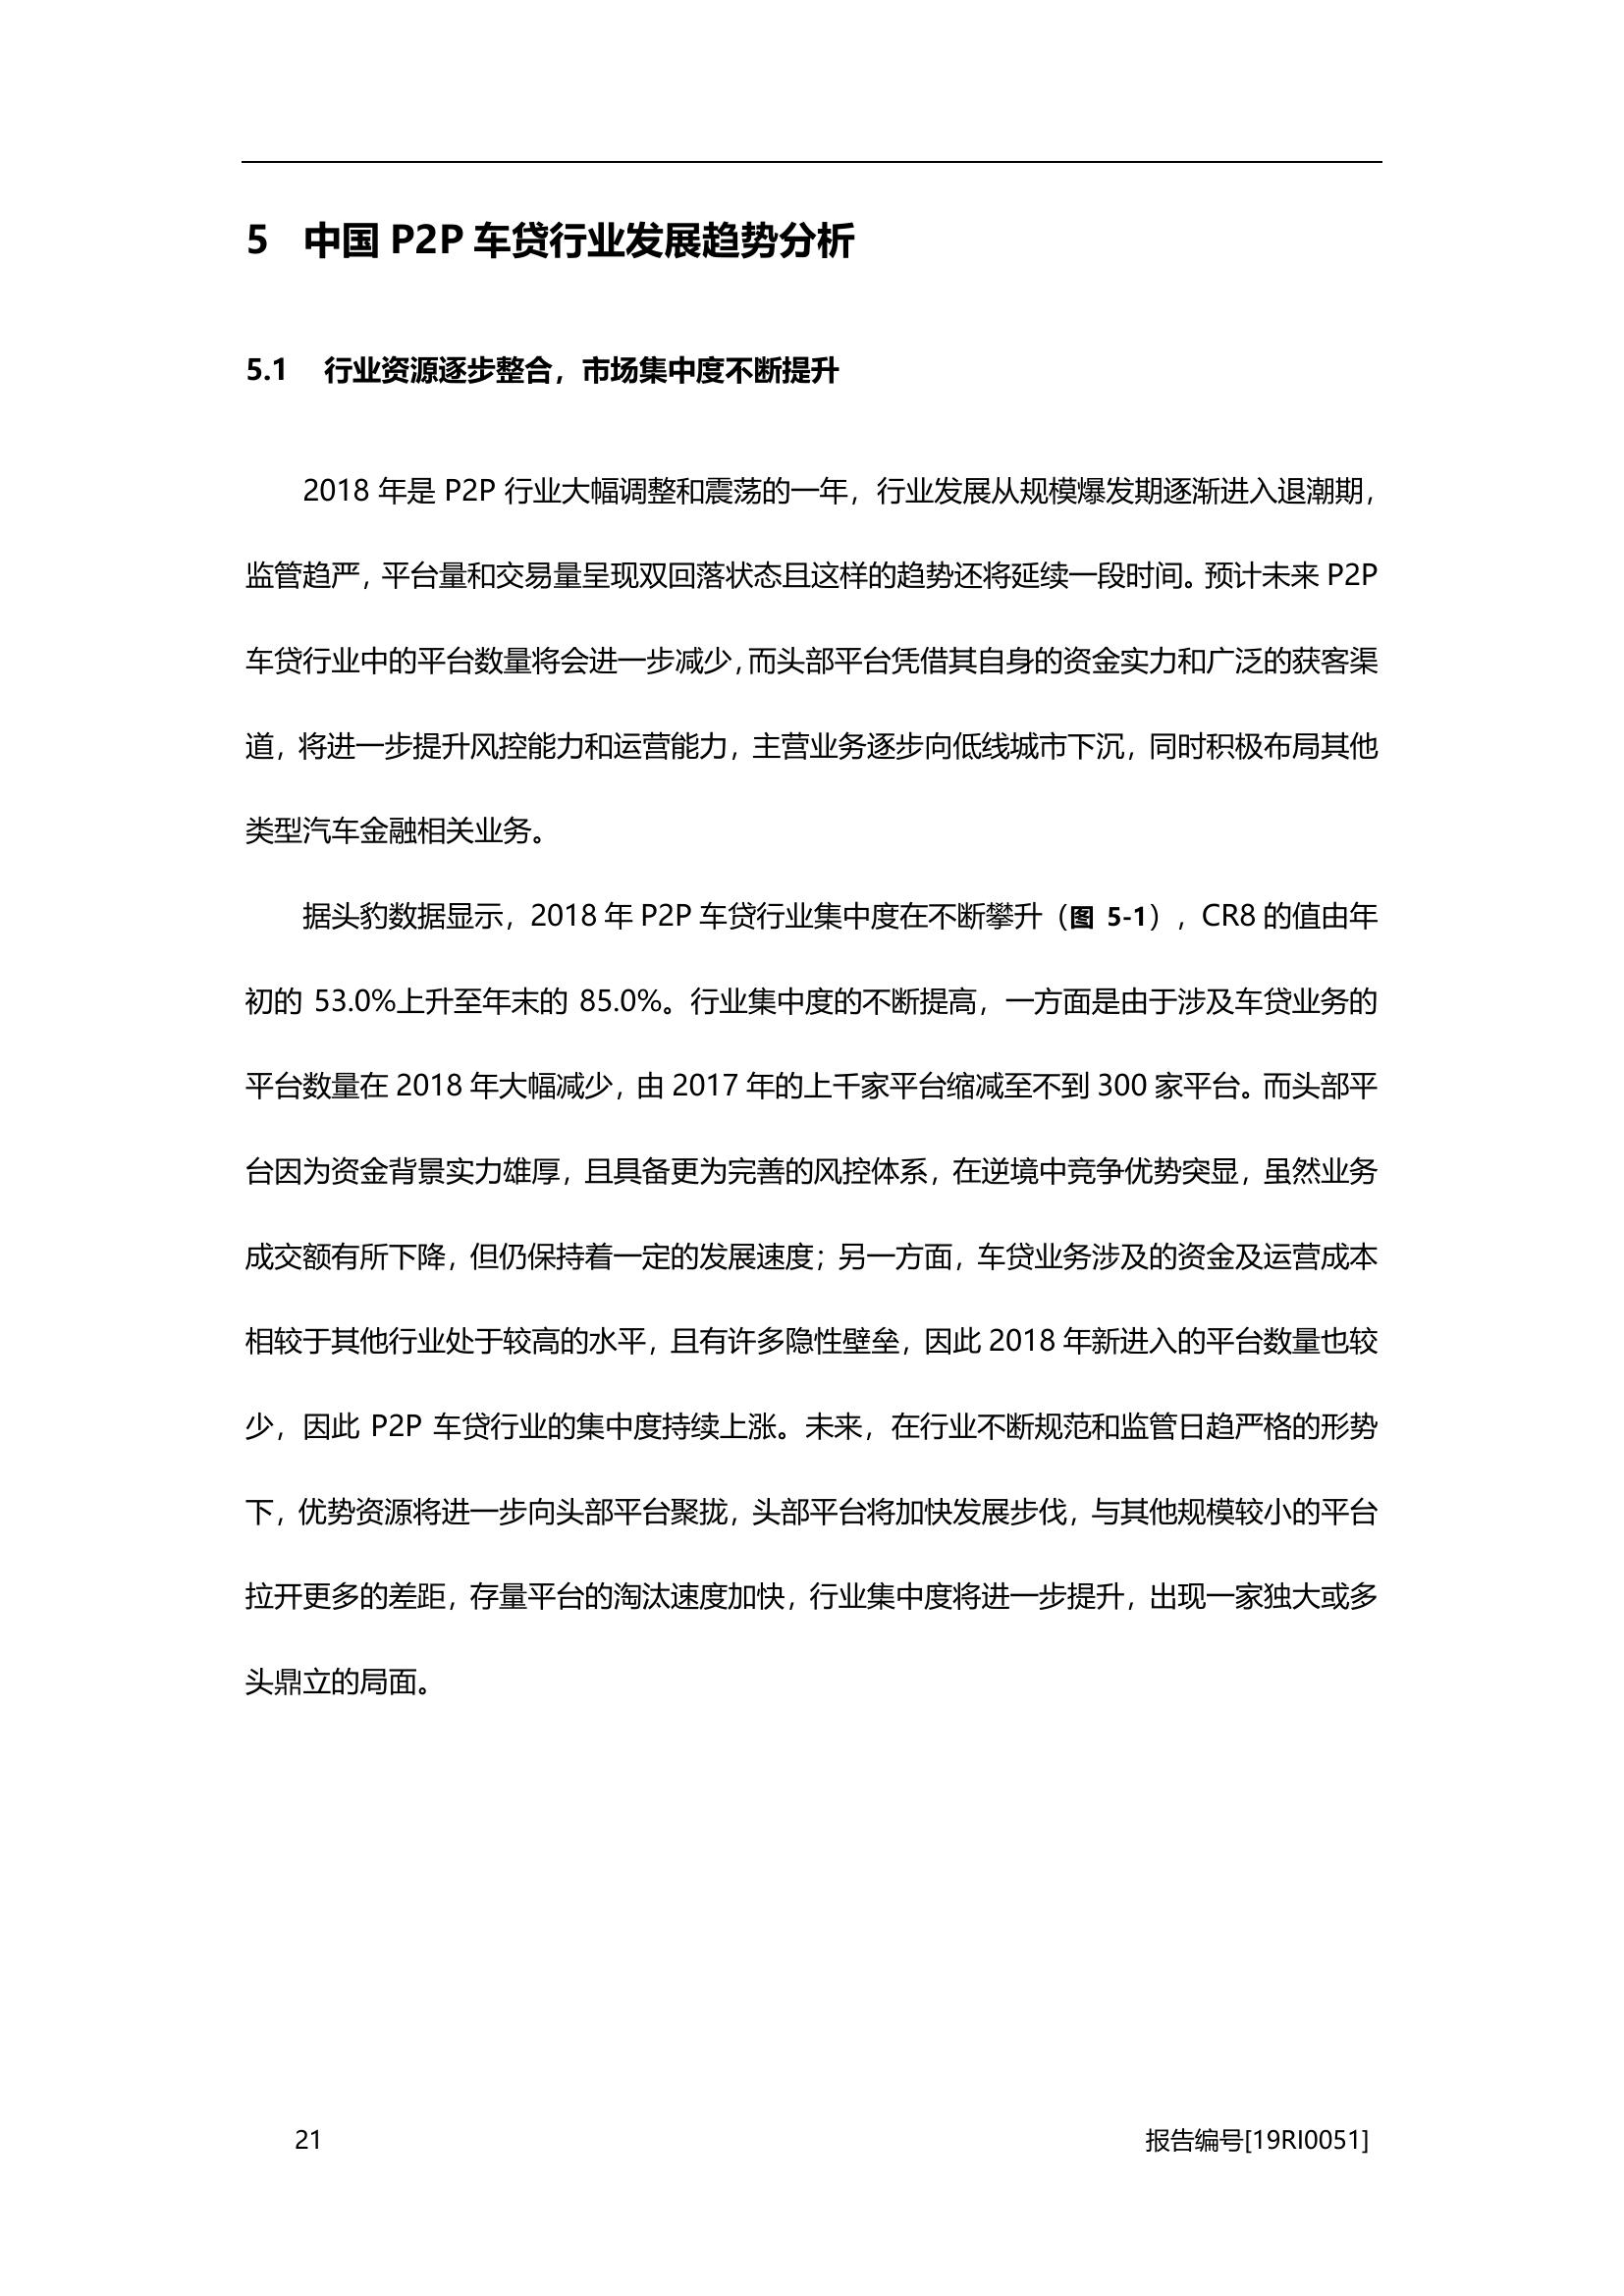 5 中国 P2P 车贷行业发展趋势分析
5.1 行业资源逐步整合，市场集中度不断提升
2018 年是 P2P 行业大幅调整和震荡的一年，行业发展从规模爆发期逐渐进入退潮期，
监管趋严，平台量和交易量呈现双回落状态且这样的趋势还将延续一段时间。预计未来 P2P
车贷行业中的平台数量将会进一步减少，而头部平台凭借其自身的资金实力和广泛的获客渠
道，将进一步提升风控能力和运营能力，主营业务逐步向低线城市下沉，同时积极布局其他
类型汽车金融相关业务。
据头豹数据显示，2018 年 P2P 车贷行业集中度在不断攀升（图 5-1），CR8 的值由年
初的 53.0%上升至年末的 85.0%。行业集中度的不断提高，一方面是由于涉及车贷业务的
平台数量在 2018 年大幅减少，由 2017 年的上千家平台缩减至不到 300 家平台。而头部平
台因为资金背景实力雄厚，且具备更为完善的风控体系，在逆境中竞争优势突显，虽然业务
成交额有所下降，但仍保持着一定的发展速度；另一方面，车贷业务涉及的资金及运营成本
相较于其他行业处于较高的水平，且有许多隐性壁垒，因此 2018 年新进入的平台数量也较
少，因此 P2P 车贷行业的集中度持续上涨。未来，在行业不断规范和监管日趋严格的形势
下，优势资源将进一步向头部平台聚拢，头部平台将加快发展步伐，与其他规模较小的平台
拉开更多的差距，存量平台的淘汰速度加快，行业集中度将进一步提升，出现一家独大或多
头鼎立的局面。
21 报告编号[19RI0051]